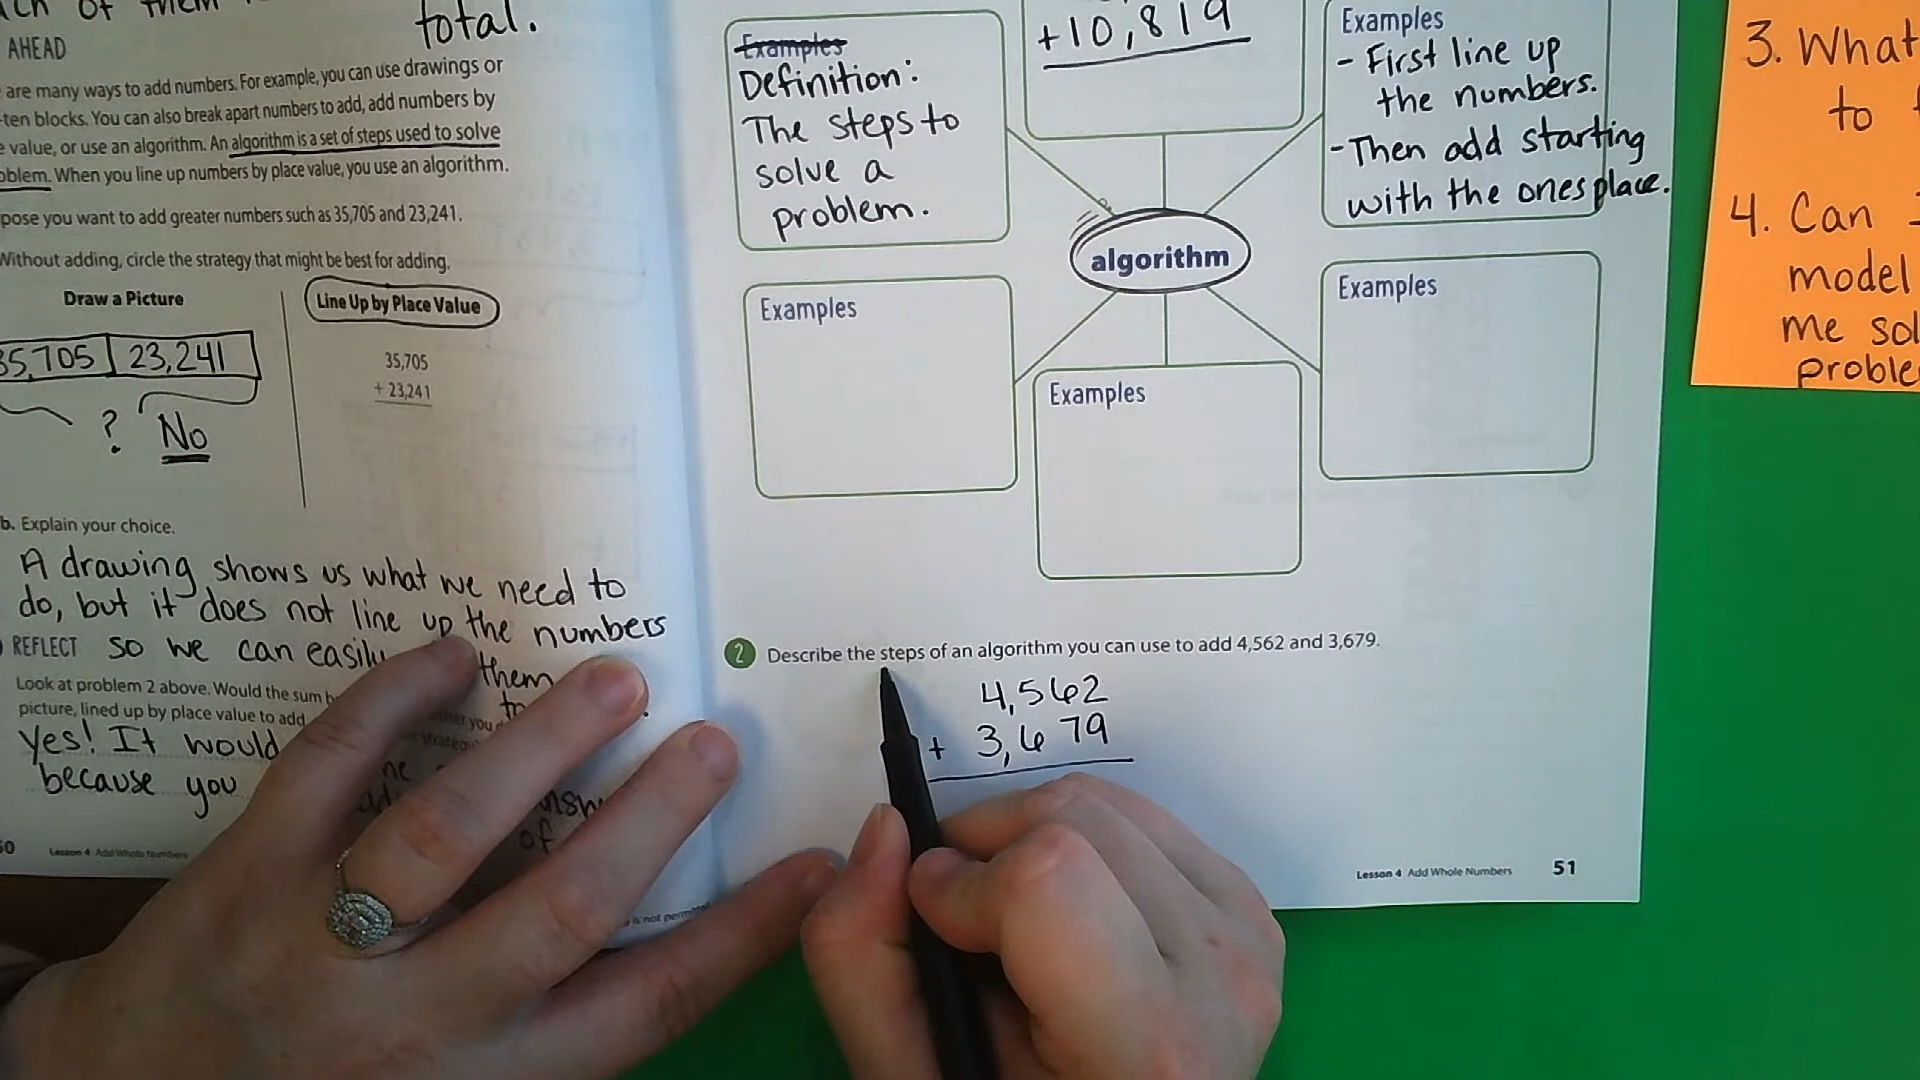 total.
AHEAD
are many ways to add numbers. For example, you can use drawings or
-ten blocks. You can also break apart numbers to add, add numbers by
value, or use an algorithm. An algorithm is a set of steps used to solve
oblem. When you line up numbers by place value, you use an algorithm.
pose you want to add greater numbers such as 35,705 and 23,241.
Without adding, circle the strategy that might be best for adding.
Draw a Picture
Line Up by Place Value
35,705 23,241
? No
35,705
+ 23,241
b. Explain your choice.
A drawing shows us what we need to
do, but it does not line up the numbers
REFLECT so we can easily
them
Look at problem 2 above. Would the sum
picture, lined up by place value to add
Yes! It would
because you
of
50 Lesson 4 Add Whole Numbers
is not
+10,819
Examples
Definition:
The steps to
solve a
problem.
Examples
- First line up
the numbers.
- Then add starting
with the ones place.
algorithm
Examples
Examples
Examples
2 Describe the steps of an algorithm you can use to add 4,562 and 3,679.
4,562
+ 3,679
Lesson 4 Add Whole Numbers 51
3. What
to
4. Can
model
me sol
proble